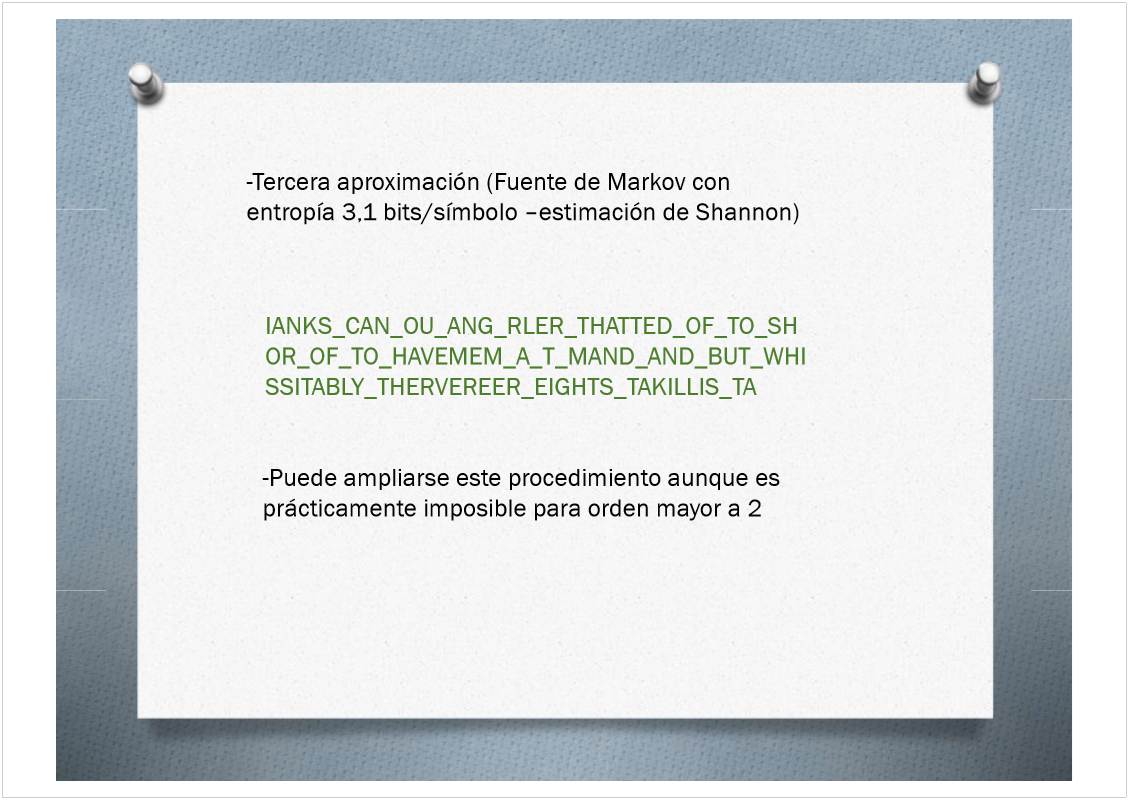 -Tercera aproximación (Fuente de Markov con
entropía 3,1 bits/símbolo –estimación de Shannon)
IANKS_CAN_OU_ANG_RLER_THATTED_OF_TO_SH
OR_OF_TO_HAVEMEM_A_T_MAND_AND_BUT_WHI
SSITABLY_THERVEREER_EIGHTS_TAKILLIS_TA
-Puede ampliarse este procedimiento aunque es
prácticamente imposible para orden mayor a 2